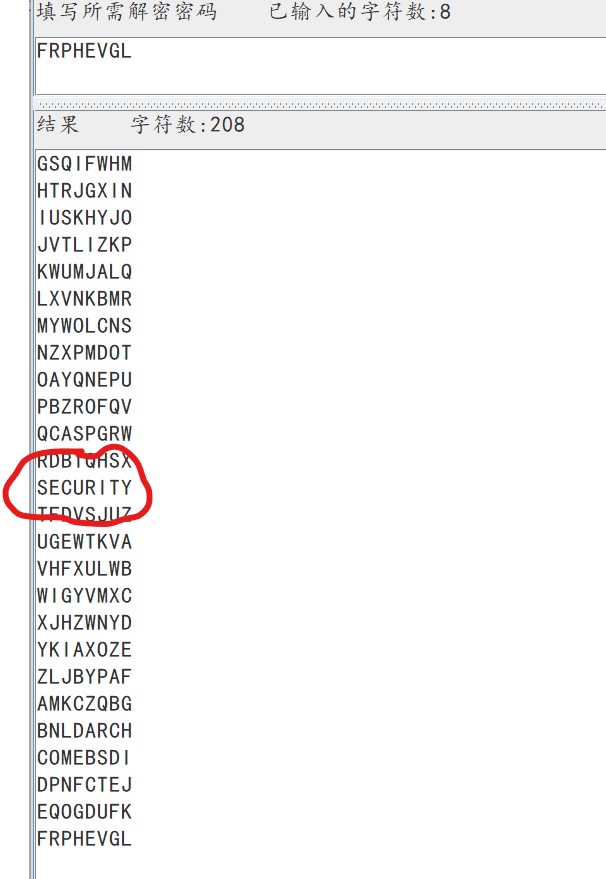 填写所需解密密码 已输入的字符数:8
FRPHEVGL
结果 字符数:208
GSQIFWHM
HTRJGXIN
IUSKHYJO
JVTLIZKP
KWUMJALQ
LXVNKBMR
MYWOLCNS
NZXPMDOT
OAYQNEPU
PBZROFQV
QCASPGRW
RDBTQHSX
SECURITY
TFDVSJUZ
UGEWTKVA
VHFXULWB
WIGYVMXC
XJHZWNYD
YKIAXOZE
ZLJBYPAF
AMKCZQBG
BNLDARCH
COMEBSDI
DPNFCTEJ
EQOGDUFK
FRPHEVGL